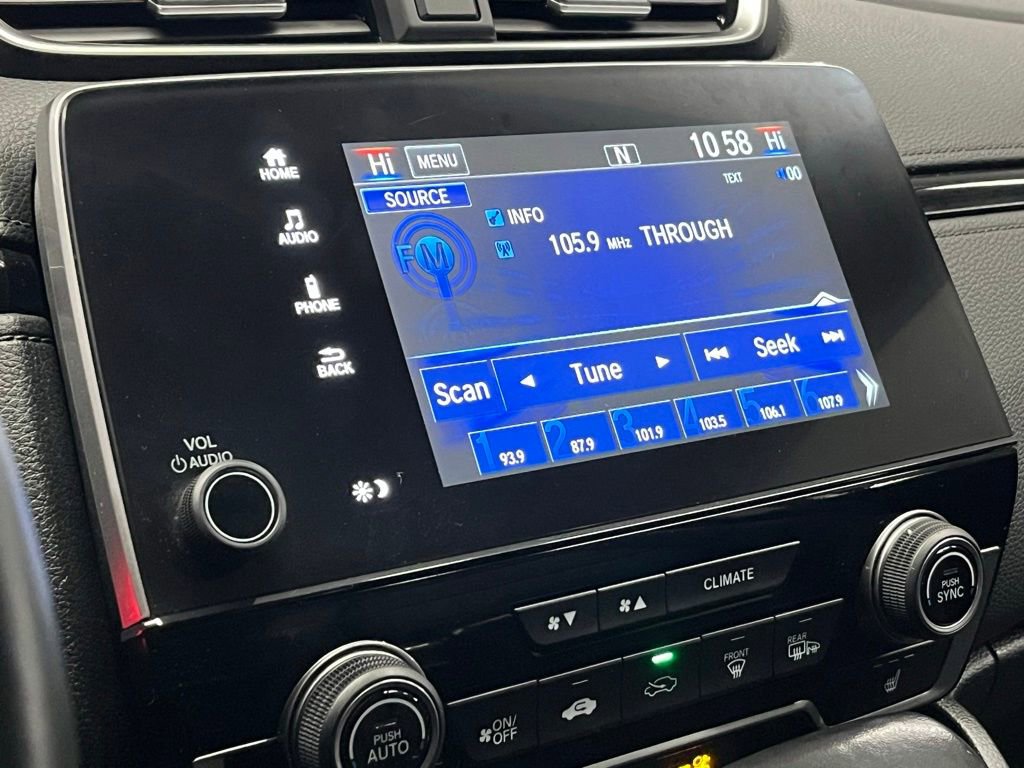 Hi MENU N 10 58 Hi
HOME
SOURCE
TEXT 00
INFO
FM
105.9 MHz THROUGH
AUDIO
PHONE
BACK
Scan Tune Seek
1 93.9 2 87.9 3 101.9 4 103.5 5 106.1 6 107.9
VOL
AUDIO
CLIMATE
PUSH
SYNC
FRONT
REAR
ON/
OFF
PUSH
AUTO